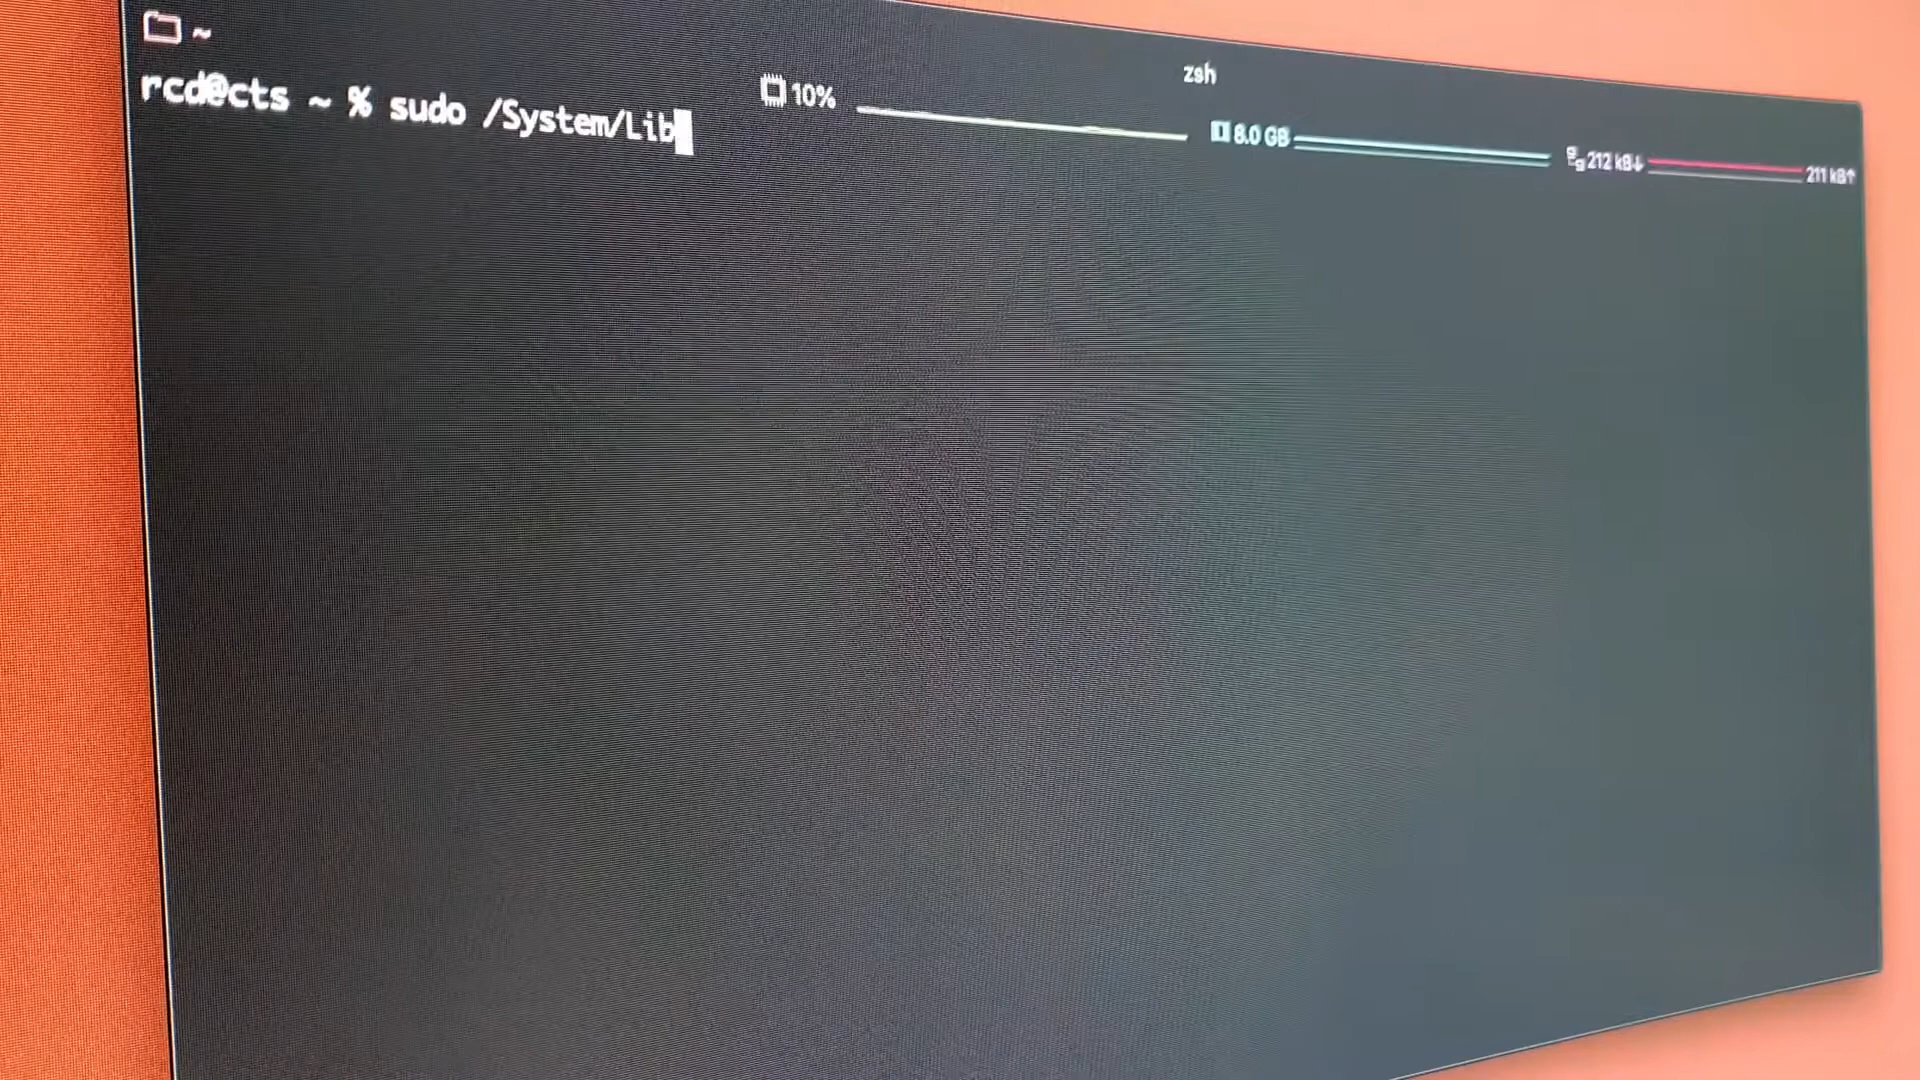 ~
zsh
rcd@cts ~ % sudo /System/Lib
10%
8.0 GB
212 kB↓
211 kB↑